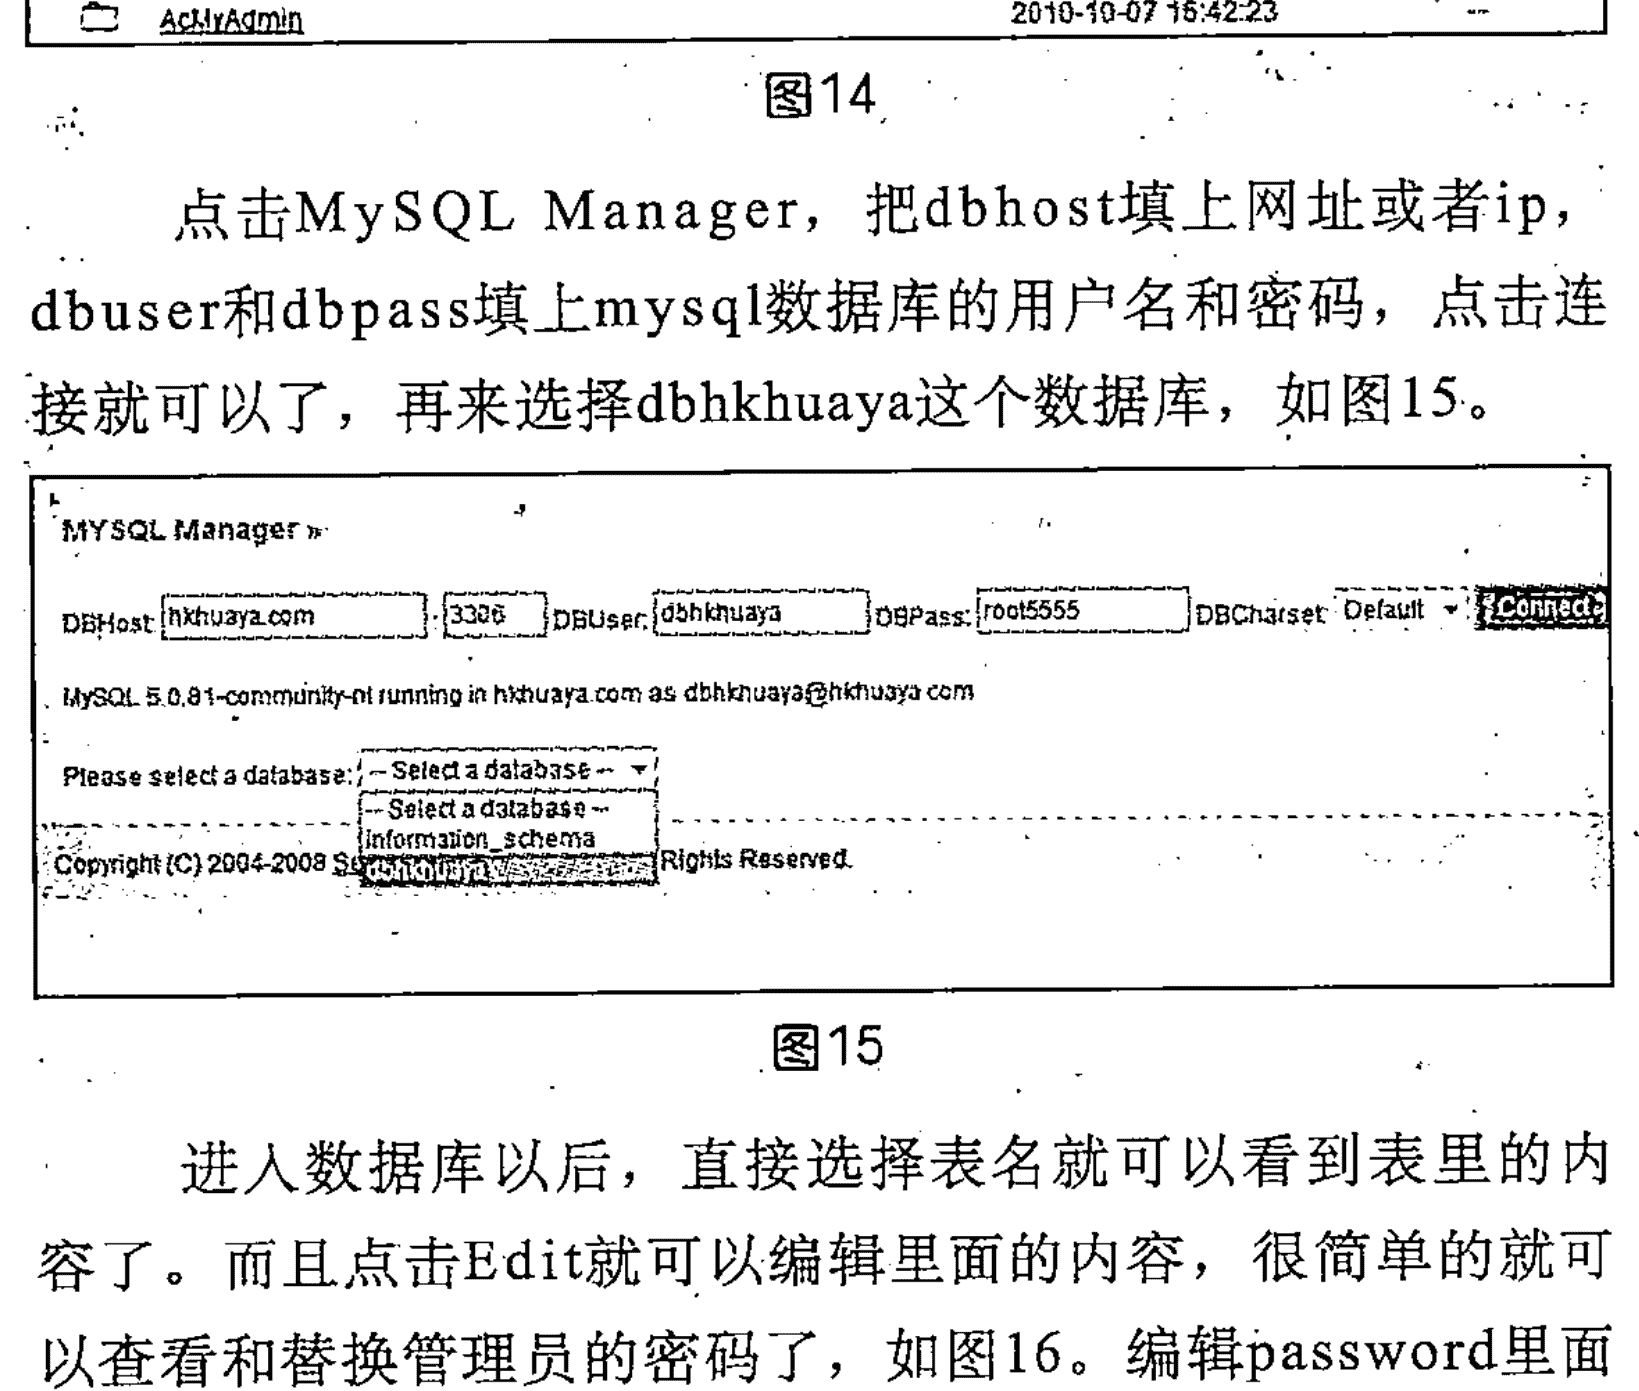 AcMyAdmin 2010-10-07 16:42:23 --
图14
点击MySQL Manager，把dbhost填上网址或者ip，
dbuser和dbpass填上mysql数据库的用户名和密码，点击连
接就可以了，再来选择dbhkhuaya这个数据库，如图15。
MYSQL Manager »
DBHost: hkhuaya.com : 3306 DBUser: dbhkhuaya DBPass: root5555 DBCharset: Default Connect
MySQL 5.0.81-community-nt running in hkhuaya.com as dbhkhuaya@hkhuaya.com
Please select a database: -- Select a database --
-- Select a database --
information_schema
Copyright (C) 2004-2008 dbhkhuaya Rights Reserved.
图15
进入数据库以后，直接选择表名就可以看到表里的内
容了。而且点击Edit就可以编辑里面的内容，很简单的就可
以查看和替换管理员的密码了，如图16。编辑password里面